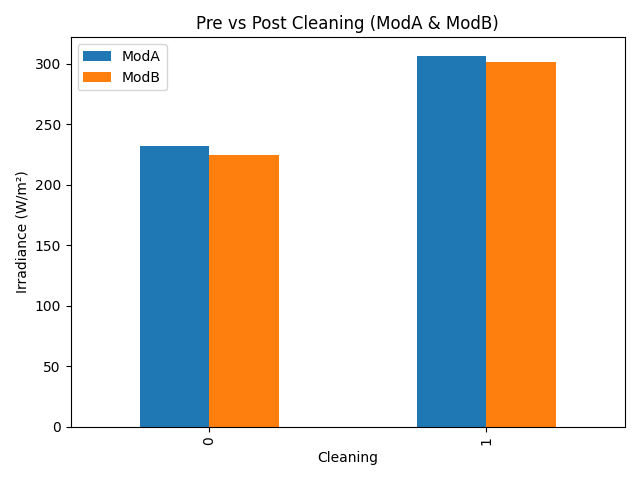 Pre vs Post Cleaning (ModA & ModB)
ModA
ModB
Irradiance (W/m²)
300
250
200
150
100
50
0
0
1
Cleaning